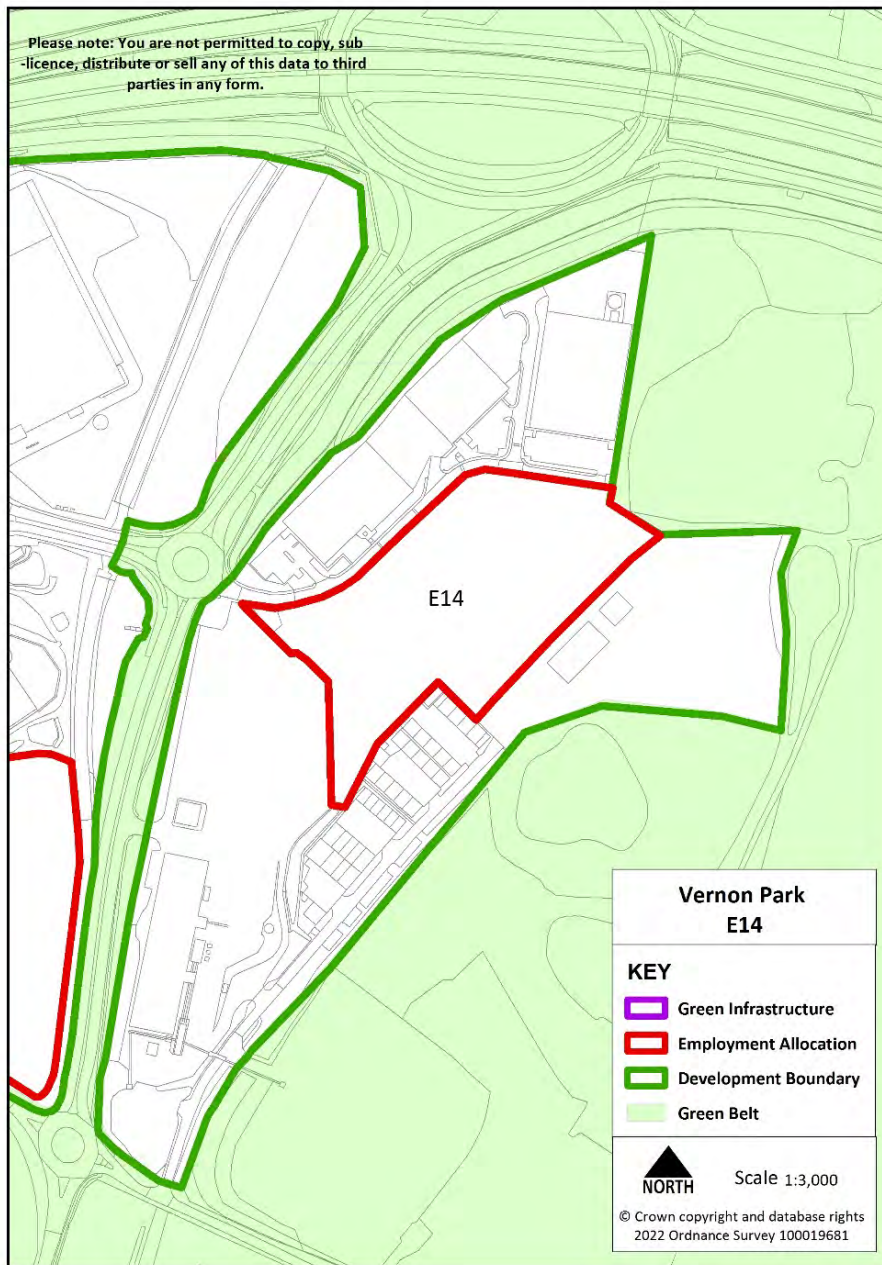 Please note: You are not permitted to copy, sub
-licence, distribute or sell any of this data to third
parties in any form.
E14
Vernon Park
E14
KEY
Green Infrastructure
Employment Allocation
Development Boundary
Green Belt
NORTH
Scale 1:3,000
© Crown copyright and database rights
2022 Ordnance Survey 100019681